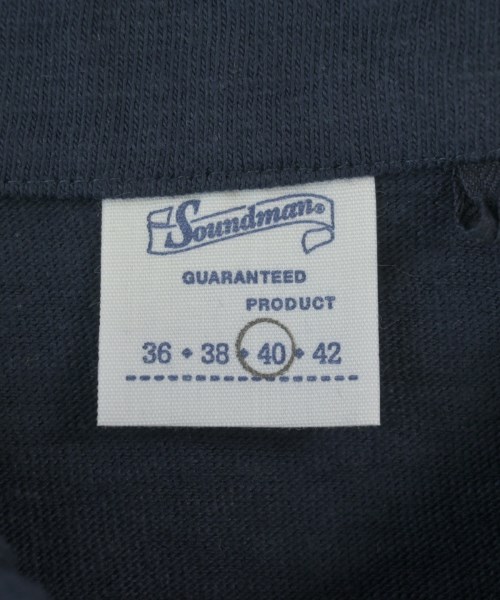 Soundman®
GUARANTEED
PRODUCT
36 • 38 • 40 • 42